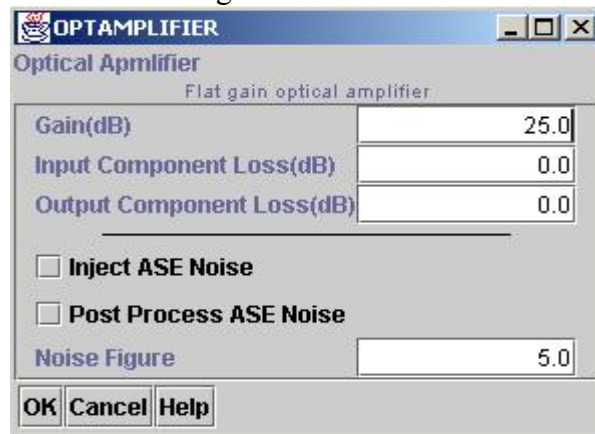 OPTAMPLIFIER
Optical Apmlifier
Flat gain optical amplifier
Gain(dB) 25.0
Input Component Loss(dB) 0.0
Output Component Loss(dB) 0.0
Inject ASE Noise
Post Process ASE Noise
Noise Figure 5.0
OK Cancel Help